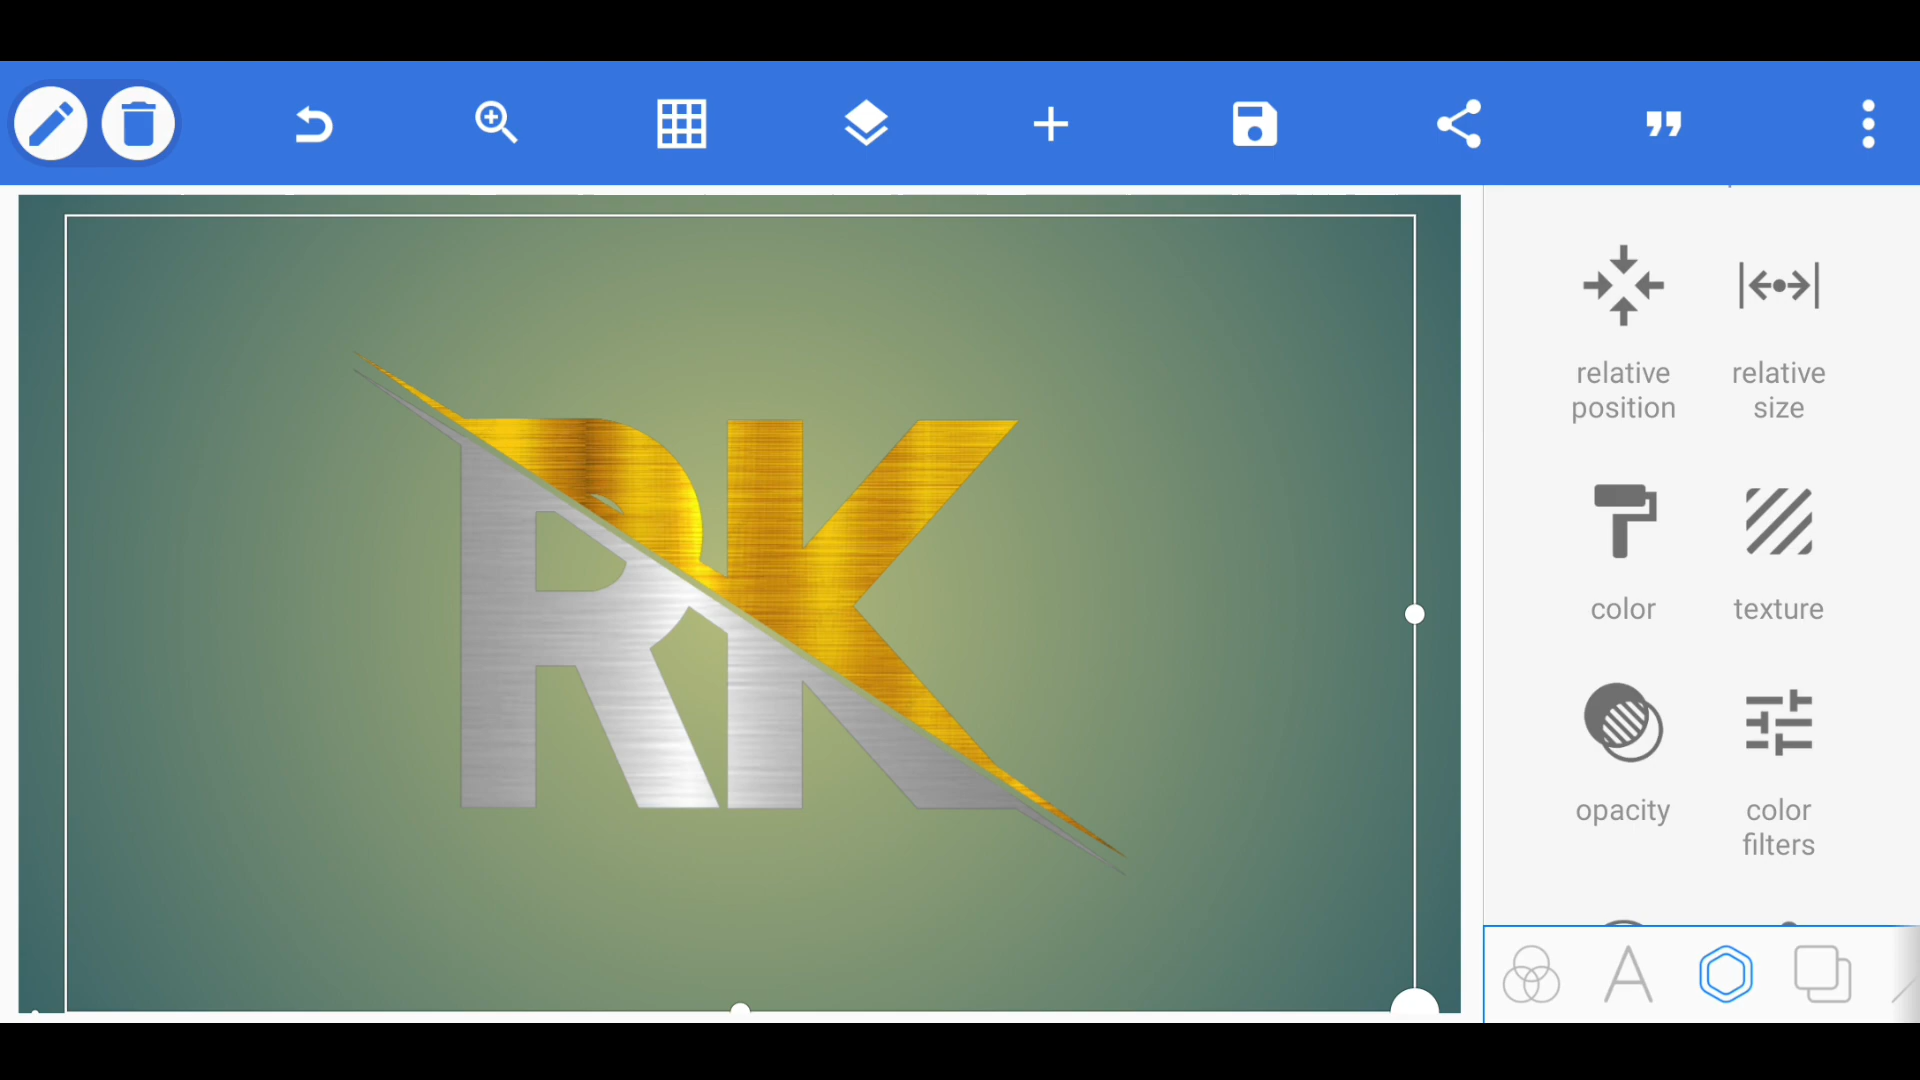 RK
relative
position
relative
size
color
texture
opacity
color
filters